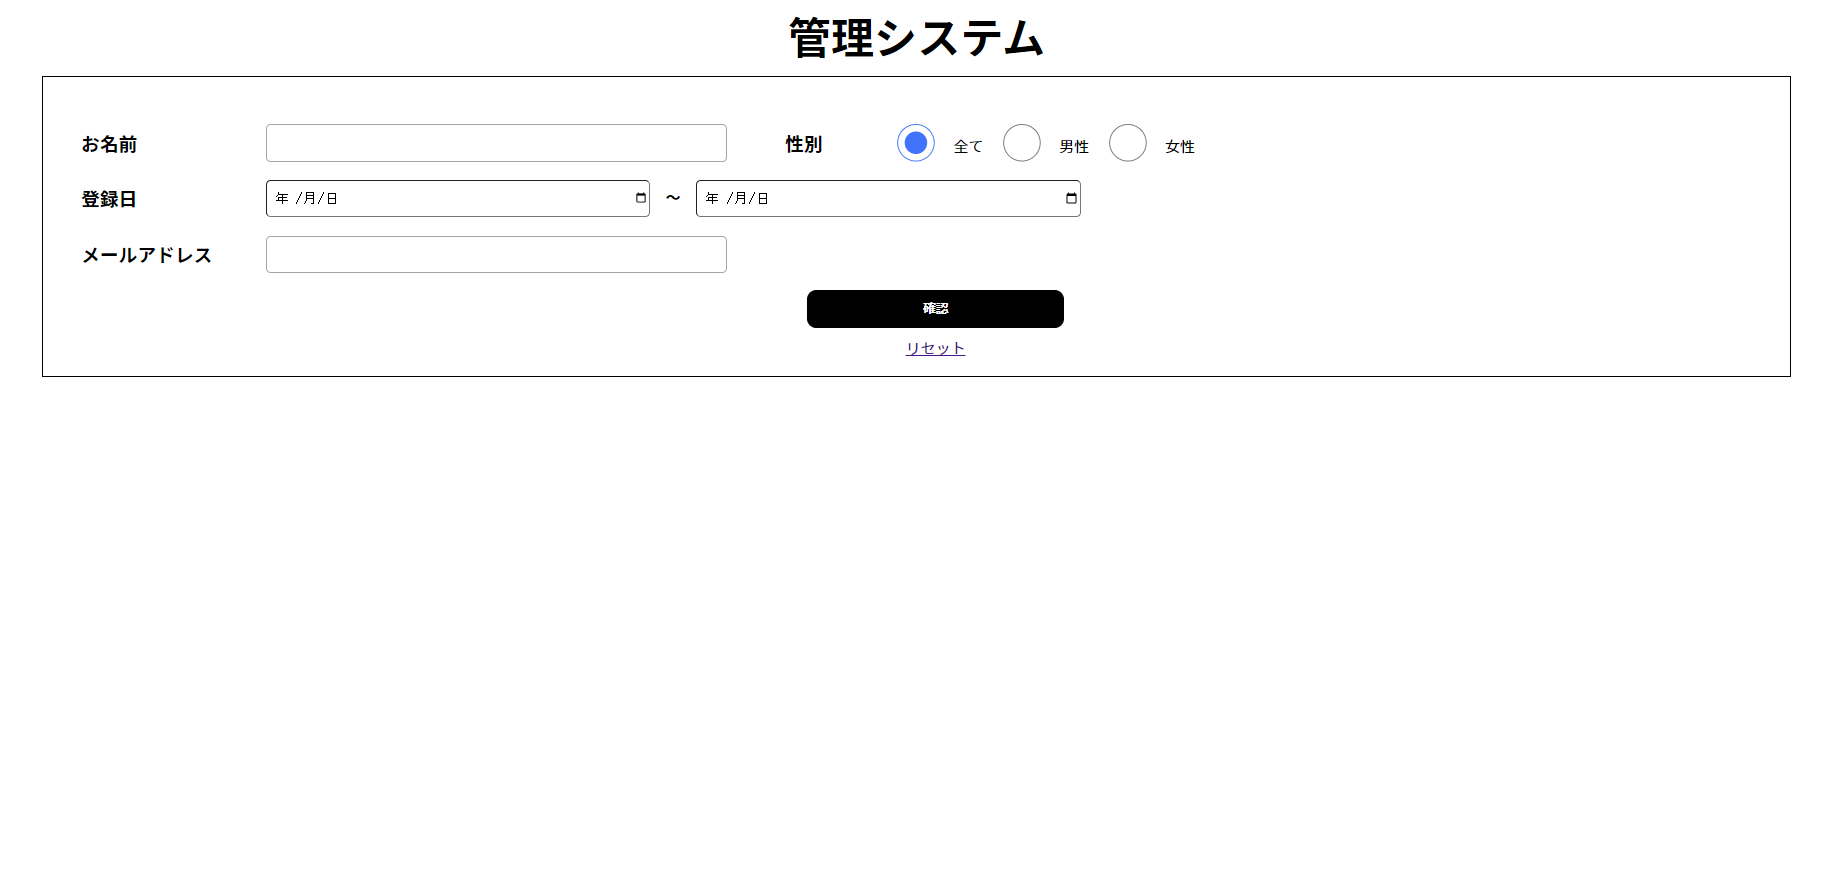 管理システム
お名前 性別 全て 男性 女性
登録日 年 /月/日 ～ 年 /月/日
メールアドレス
確認
リセット